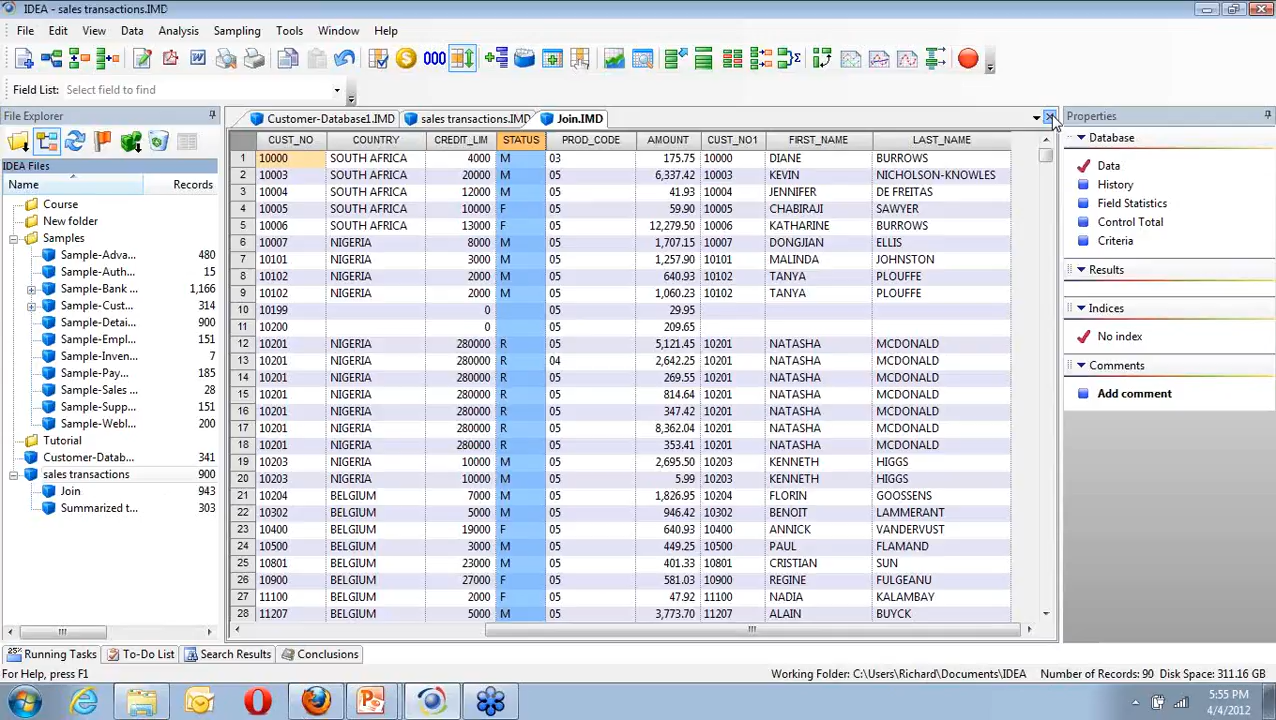 IDEA - sales transactions.IMD
File Edit View Data Analysis Sampling Tools Window Help
Field List: Select field to find
File Explorer
IDEA Files
Name Records
Course
New folder
Samples
Sample-Adva... 480
Sample-Auth... 15
Sample-Bank ... 1,166
Sample-Cust... 314
Sample-Detai... 900
Sample-Empl... 151
Sample-Inven... 7
Sample-Pay... 185
Sample-Sales ... 28
Sample-Supp... 151
Sample-Webl... 200
Tutorial
Customer-Datab... 341
sales transactions 900
Join 943
Summarized t... 303
Customer-Database1.IMD sales transactions.IMD Join.IMD
CUST_NO COUNTRY CREDIT_LIM STATUS PROD_CODE AMOUNT CUST_NO1 FIRST_NAME LAST_NAME
1 10000 SOUTH AFRICA 4000 M 03 175.75 10000 DIANE BURROWS
2 10003 SOUTH AFRICA 20000 M 05 6,337.42 10003 KEVIN NICHOLSON-KNOWLES
3 10004 SOUTH AFRICA 12000 M 05 41.93 10004 JENNIFER DE FREITAS
4 10005 SOUTH AFRICA 10000 F 05 59.90 10005 CHABIRAJI SAWYER
5 10006 SOUTH AFRICA 13000 F 05 12,279.50 10006 KATHARINE BURROWS
6 10007 NIGERIA 8000 M 05 1,707.15 10007 DONGJIAN ELLIS
7 10101 NIGERIA 3000 M 05 1,257.90 10101 MALINDA JOHNSTON
8 10102 NIGERIA 2000 M 05 640.93 10102 TANYA PLOUFFE
9 10102 NIGERIA 2000 M 05 1,060.23 10102 TANYA PLOUFFE
10 10199 0 05 29.95
11 10200 0 05 209.65
12 10201 NIGERIA 280000 R 05 5,121.45 10201 NATASHA MCDONALD
13 10201 NIGERIA 280000 R 04 2,642.25 10201 NATASHA MCDONALD
14 10201 NIGERIA 280000 R 05 269.55 10201 NATASHA MCDONALD
15 10201 NIGERIA 280000 R 05 814.64 10201 NATASHA MCDONALD
16 10201 NIGERIA 280000 R 05 347.42 10201 NATASHA MCDONALD
17 10201 NIGERIA 280000 R 05 8,362.04 10201 NATASHA MCDONALD
18 10201 NIGERIA 280000 R 05 353.41 10201 NATASHA MCDONALD
19 10203 NIGERIA 10000 M 05 2,695.50 10203 KENNETH HIGGS
20 10203 NIGERIA 10000 M 05 5.99 10203 KENNETH HIGGS
21 10204 BELGIUM 7000 M 05 1,826.95 10204 FLORIN GOOSSENS
22 10302 BELGIUM 5000 M 05 946.42 10302 BENOIT LAMMERANT
23 10400 BELGIUM 19000 F 05 640.93 10400 ANNICK VANDERVUST
24 10500 BELGIUM 3000 M 05 449.25 10500 PAUL FLAMAND
25 10801 BELGIUM 23000 M 05 401.33 10801 CRISTIAN SUN
26 10900 BELGIUM 27000 F 05 581.03 10900 REGINE FULGEANU
27 11100 BELGIUM 2000 F 05 47.92 11100 NADIA KALAMBAY
28 11207 BELGIUM 5000 M 05 3,773.70 11207 ALAIN BUYCK
Properties
Database
Data
History
Field Statistics
Control Total
Criteria
Results
Indices
No index
Comments
Add comment
Running Tasks To-Do List Search Results Conclusions
For Help, press F1
Working Folder: C:\Users\Richard\Documents\IDEA Number of Records: 90 Disk Space: 311.16 GB
5:55 PM
4/4/2012